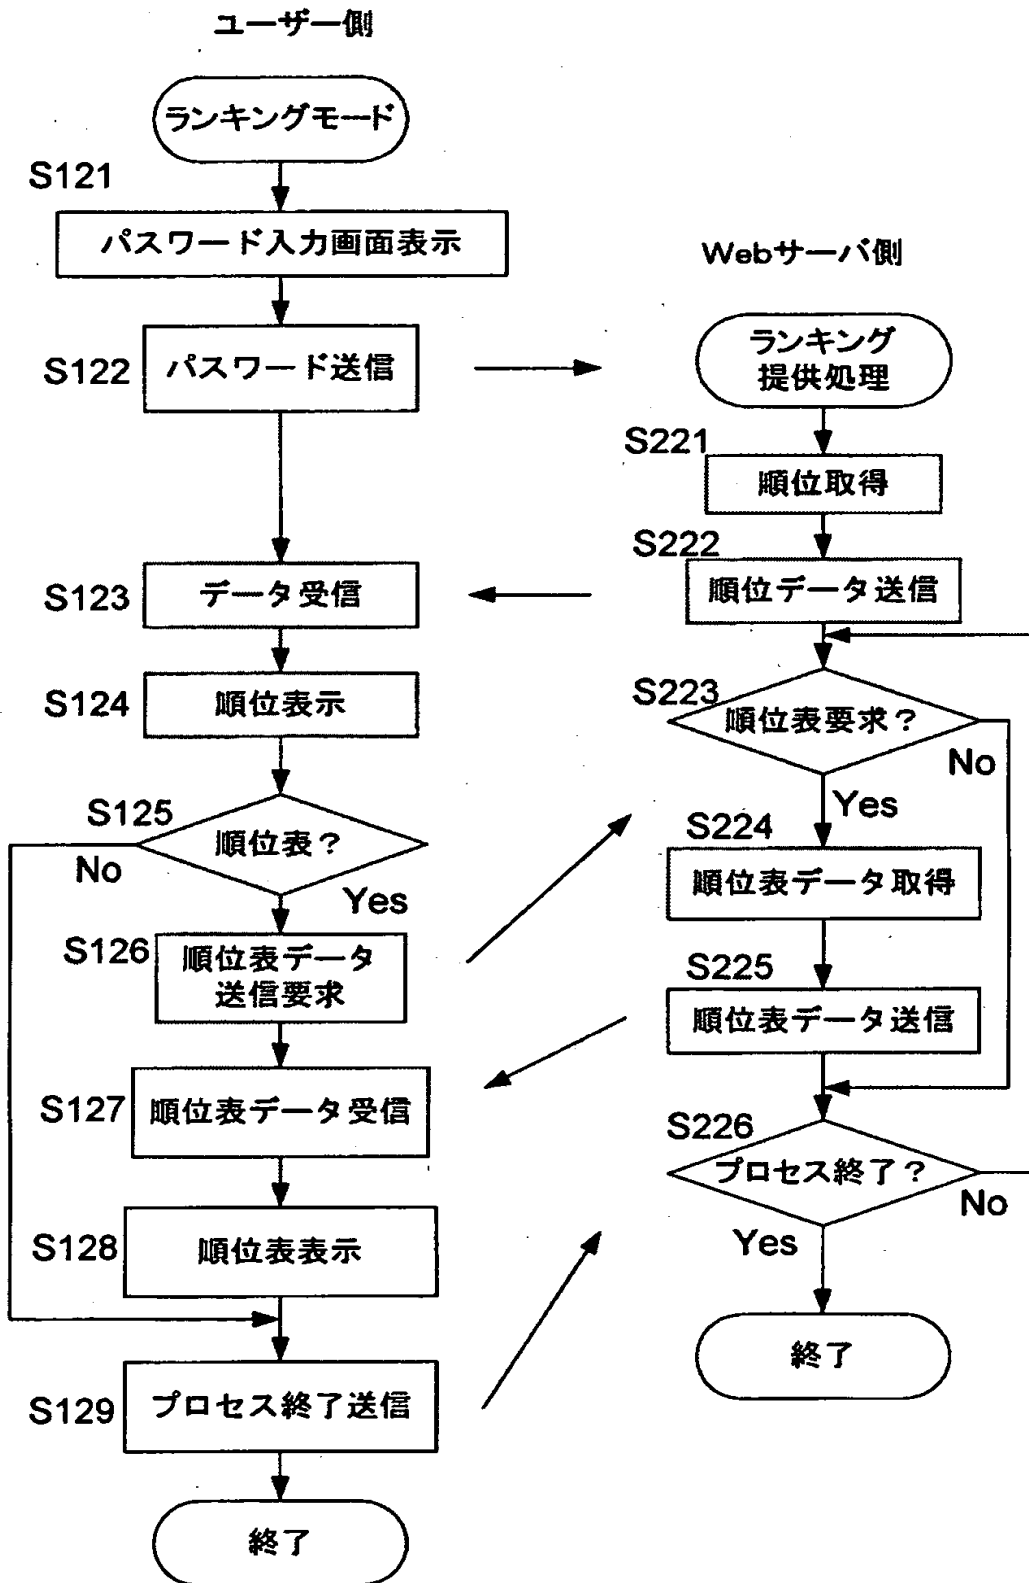 ユーザー側
ランキングモード
S121
パスワード入力画面表示
S122
パスワード送信
S123
データ受信
S124
順位表示
S125
順位表？
No
Yes
S126
順位表データ
送信要求
S127
順位表データ受信
S128
順位表表示
S129
プロセス終了送信
終了
Webサーバ側
ランキング
提供処理
S221
順位取得
S222
順位データ送信
S223
順位表要求？
No
Yes
S224
順位表データ取得
S225
順位表データ送信
S226
プロセス終了？
No
Yes
終了